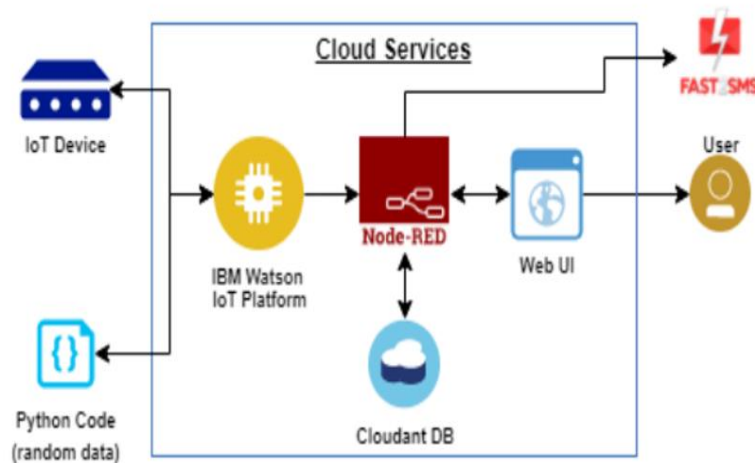 Cloud Services
FAST2SMS
IoT Device
User
Node-RED
IBM Watson
IoT Platform
Web UI
{}
Python Code
(random data)
Cloudant DB